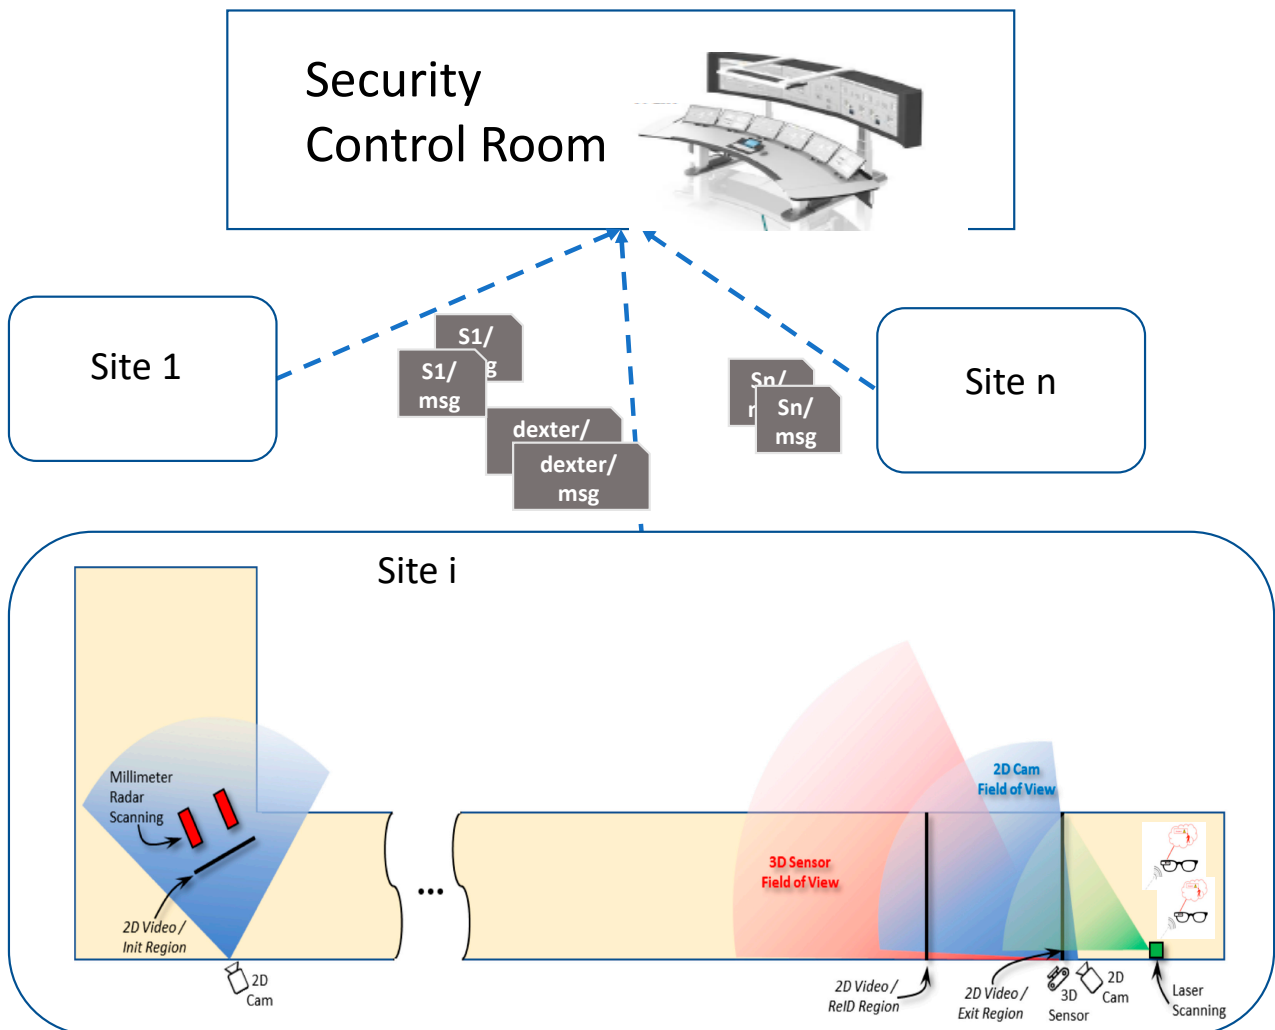 Security
Control Room
Site 1
S1/
g
S1/
msg
dexter/
dexter/
msg
Sn/
Sn/
msg
Site n
Site i
Millimeter
Radar
Scanning
2D Video /
Init Region
2D
Cam
...
3D Sensor
Field of View
2D Cam
Field of View
2D Video /
ReID Region
2D Video /
Exit Region
3D
Sensor
2D
Cam
Laser
Scanning